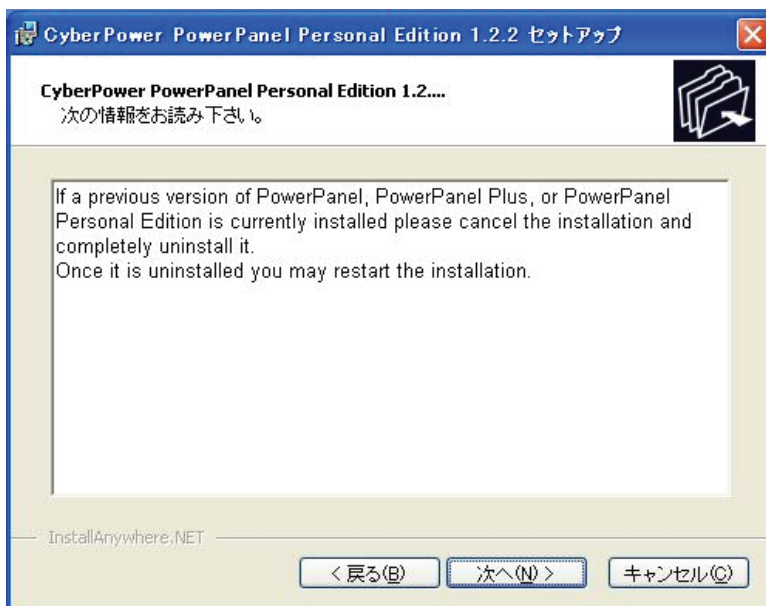 CyberPower PowerPanel Personal Edition 1.2.2 セットアップ
CyberPower PowerPanel Personal Edition 1.2....
次の情報をお読み下さい。
If a previous version of PowerPanel, PowerPanel Plus, or PowerPanel
Personal Edition is currently installed please cancel the installation and
completely uninstall it.
Once it is uninstalled you may restart the installation.
InstallAnywhere.NET
< 戻る(B)
次へ(N) >
キャンセル(C)